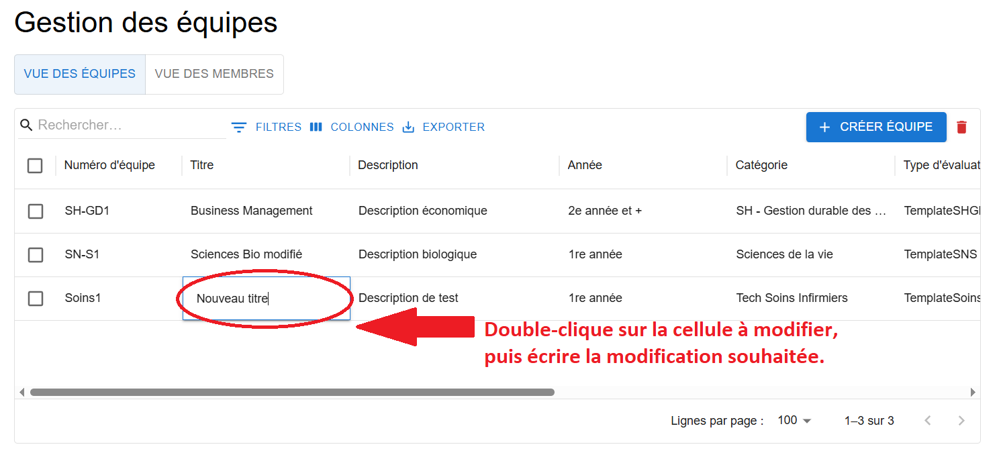 Gestion des équipes
VUE DES ÉQUIPES VUE DES MEMBRES
Rechercher… FILTRES COLONNES EXPORTER CRÉER ÉQUIPE
Numéro d'équipe Titre Description Année Catégorie Type d'évaluat
SH-GD1 Business Management Description économique 2e année et + SH - Gestion durable des … TemplateSHG
SN-S1 Sciences Bio modifié Description biologique 1re année Sciences de la vie TemplateSNS
Soins1 Nouveau titre Description de test 1re année Tech Soins Infirmiers TemplateSoins
Double-clique sur la cellule à modifier,
puis écrire la modification souhaitée.
Lignes par page : 100 1–3 sur 3